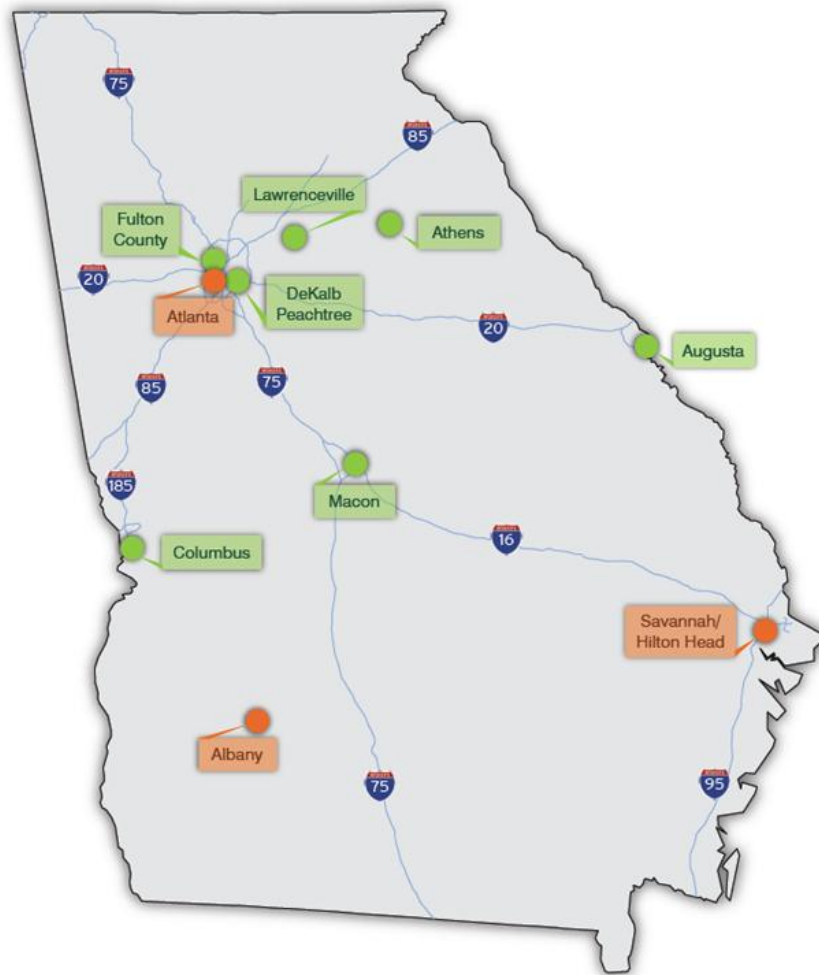 75
85
Lawrenceville
Fulton
County
Athens
20
DeKalb
Peachtree
Atlanta
20
Augusta
85
75
185
Macon
Columbus
16
Savannah/
Hilton Head
Albany
75
95